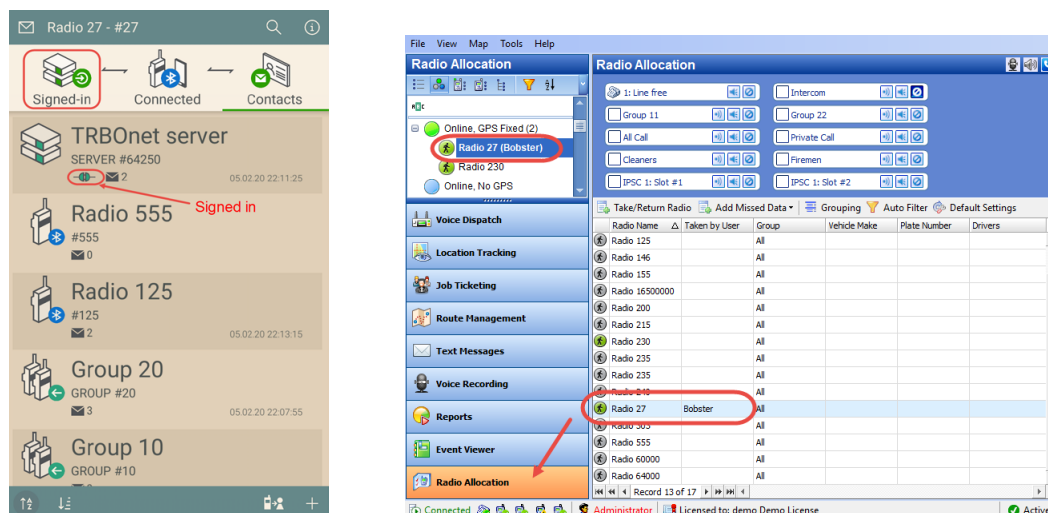 Radio 27 - #27
Signed-in
Connected
Contacts
TRBOnet server
SERVER #64250
2
05.02.20 22:11:25
Signed in
Radio 555
#555
0
Radio 125
#125
2
05.02.20 22:13:15
Group 20
GROUP #20
3
05.02.20 22:07:55
Group 10
GROUP #10
File View Map Tools Help
Radio Allocation
Online, GPS Fixed (2)
Radio 27 (Bobster)
Radio 230
Online, No GPS
Voice Dispatch
Location Tracking
Job Ticketing
Route Management
Text Messages
Voice Recording
Reports
Event Viewer
Radio Allocation
Radio Allocation
1: Line free
Intercom
Group 11
Group 22
All Call
Private Call
Cleaners
Firemen
IPSC 1: Slot #1
IPSC 1: Slot #2
Take/Return Radio Add Missed Data Grouping Auto Filter Default Settings
Radio Name Taken by User Group Vehicle Make Plate Number Drivers
Radio 125 All
Radio 146 All
Radio 155 All
Radio 16500000 All
Radio 200 All
Radio 215 All
Radio 230 All
Radio 235 All
Radio 235 All
Radio 240 All
Radio 27 Bobster All
Radio 303 All
Radio 555 All
Radio 60000 All
Radio 64000 All
Record 13 of 17
Connected
Administrator
Licensed to: demo Demo License
Active